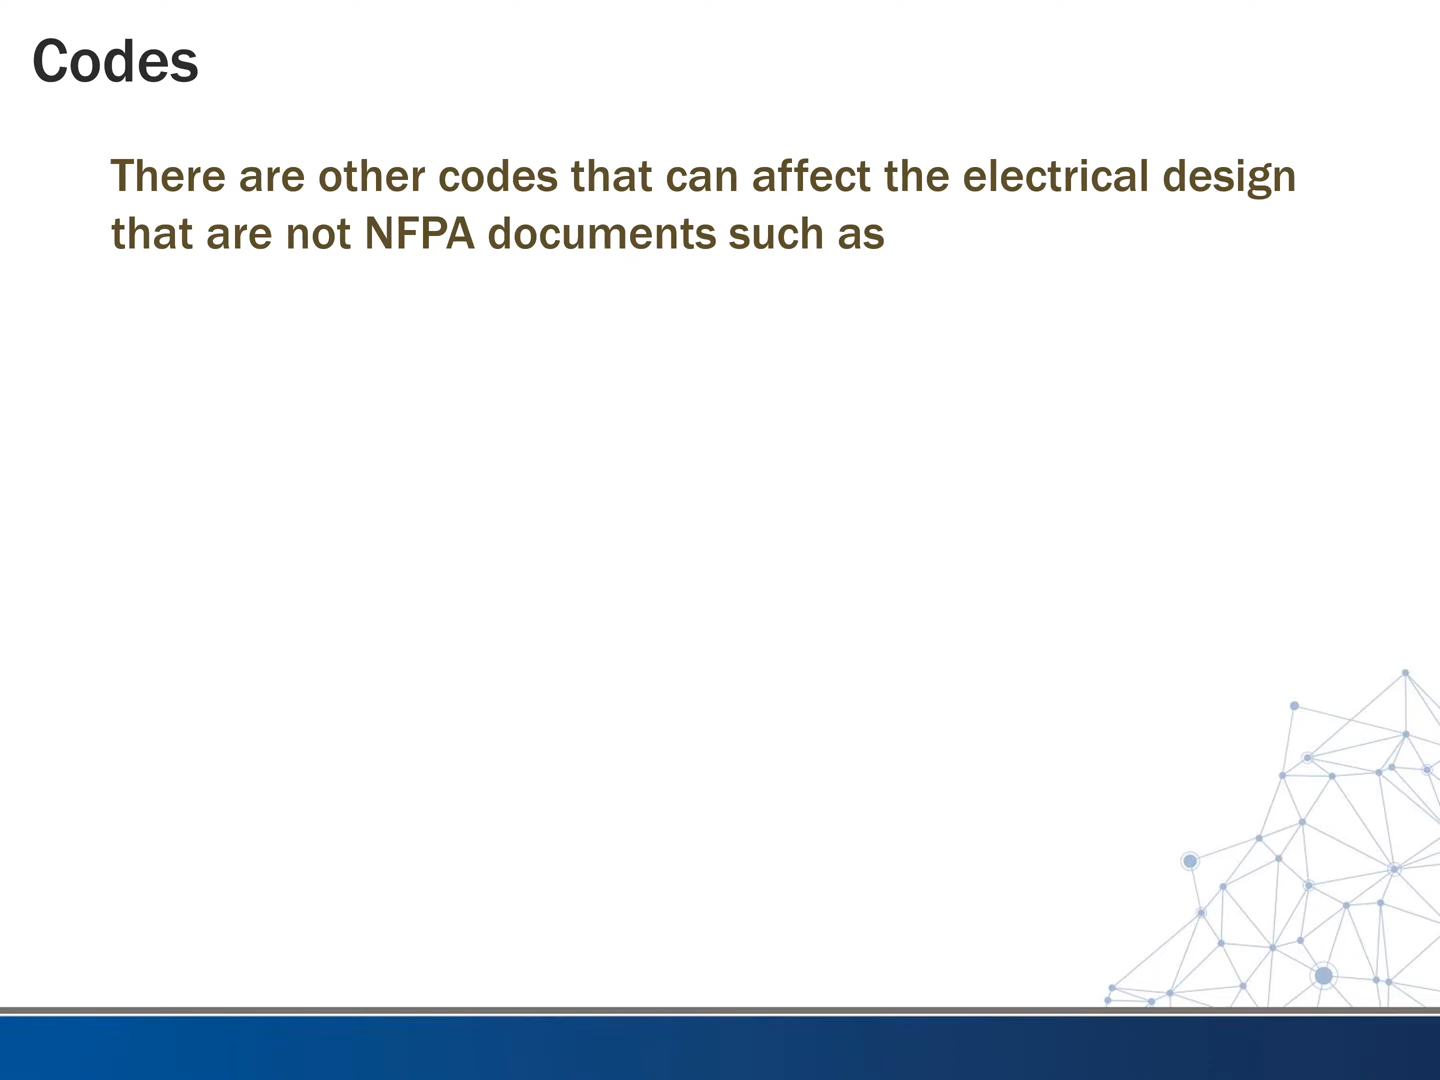 Codes
There are other codes that can affect the electrical design
that are not NFPA documents such as